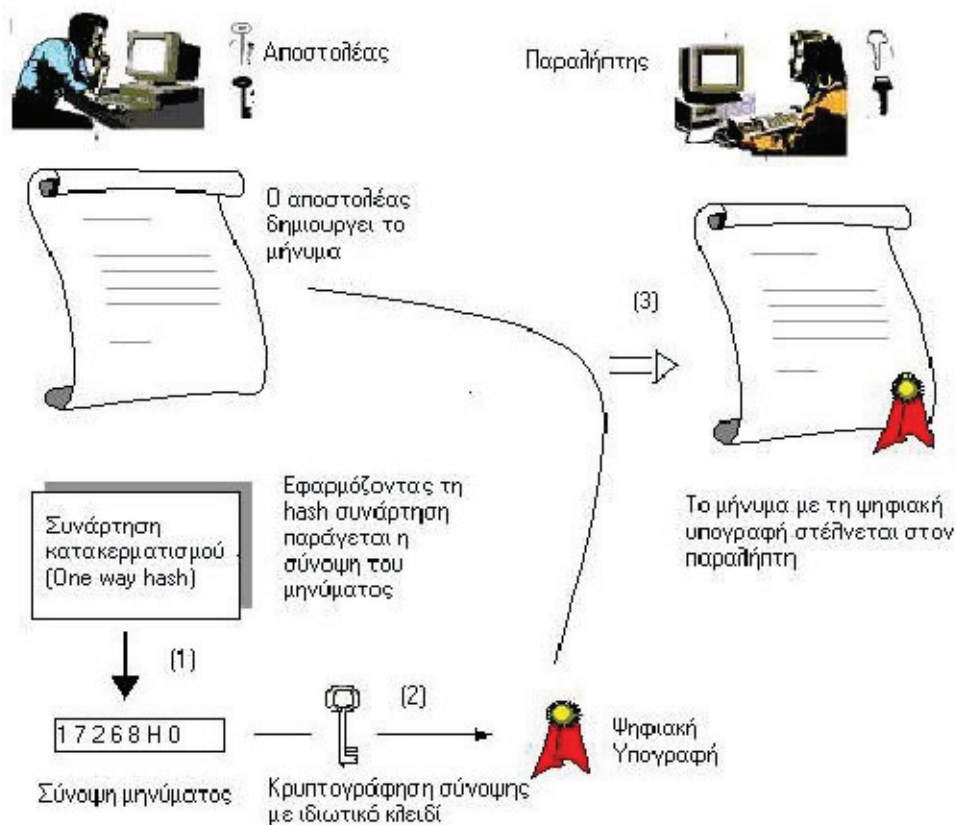 Αποστολέας
Παραλήπτης
Ο αποστολέας
δημιουργει το
μήνυμα
(3)
Συνάρτηση
κατακερματισμού
(One way hash)
Εφαρμόζοντας τη
hash συνάρτηση
παράγεται η
σύνοψη του
μηνύματος
Το μήνυμα με τη ψηφιακή
υπογραφή στέλνεται στον
παραλήπτη
(1)
17268H0
Σύνοψη μηνύματος
(2)
Κρυπτογράφηση σύνοψης
με ιδιωτικό κλειδί
Ψηφιακή
Υπογραφή